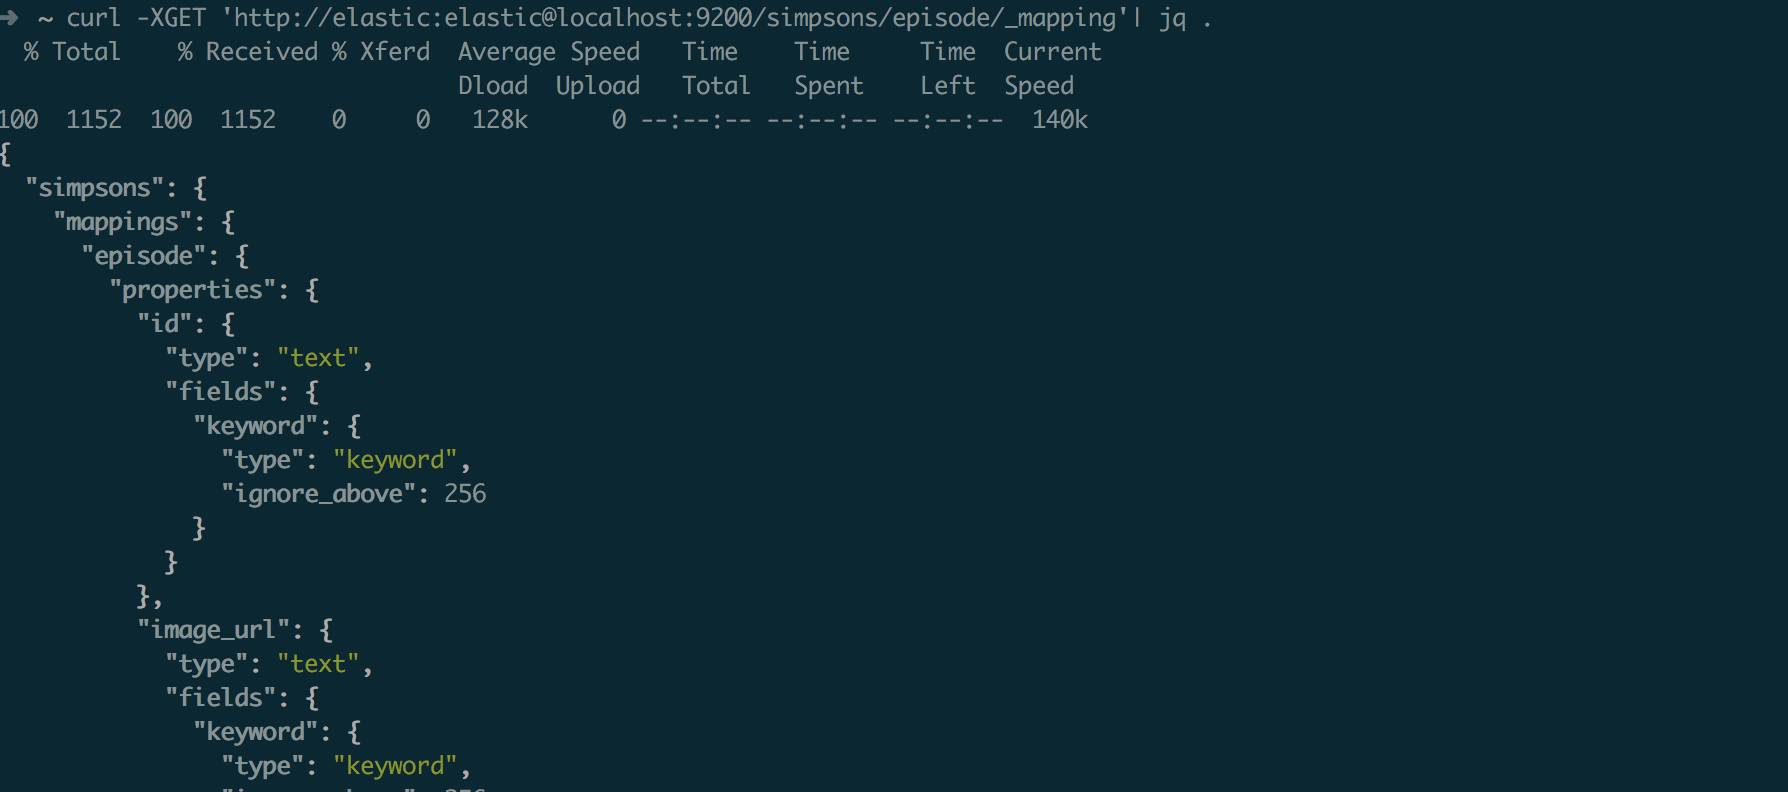 ➜ ~ curl -XGET 'http://elastic:elastic@localhost:9200/simpsons/episode/_mapping'| jq .
% Total % Received % Xferd Average Speed Time Time Time Current
Dload Upload Total Spent Left Speed
100 1152 100 1152 0 0 128k 0 --:--:-- --:--:-- --:--:-- 140k
{
"simpsons": {
"mappings": {
"episode": {
"properties": {
"id": {
"type": "text",
"fields": {
"keyword": {
"type": "keyword",
"ignore_above": 256
}
}
},
"image_url": {
"type": "text",
"fields": {
"keyword": {
"type": "keyword",